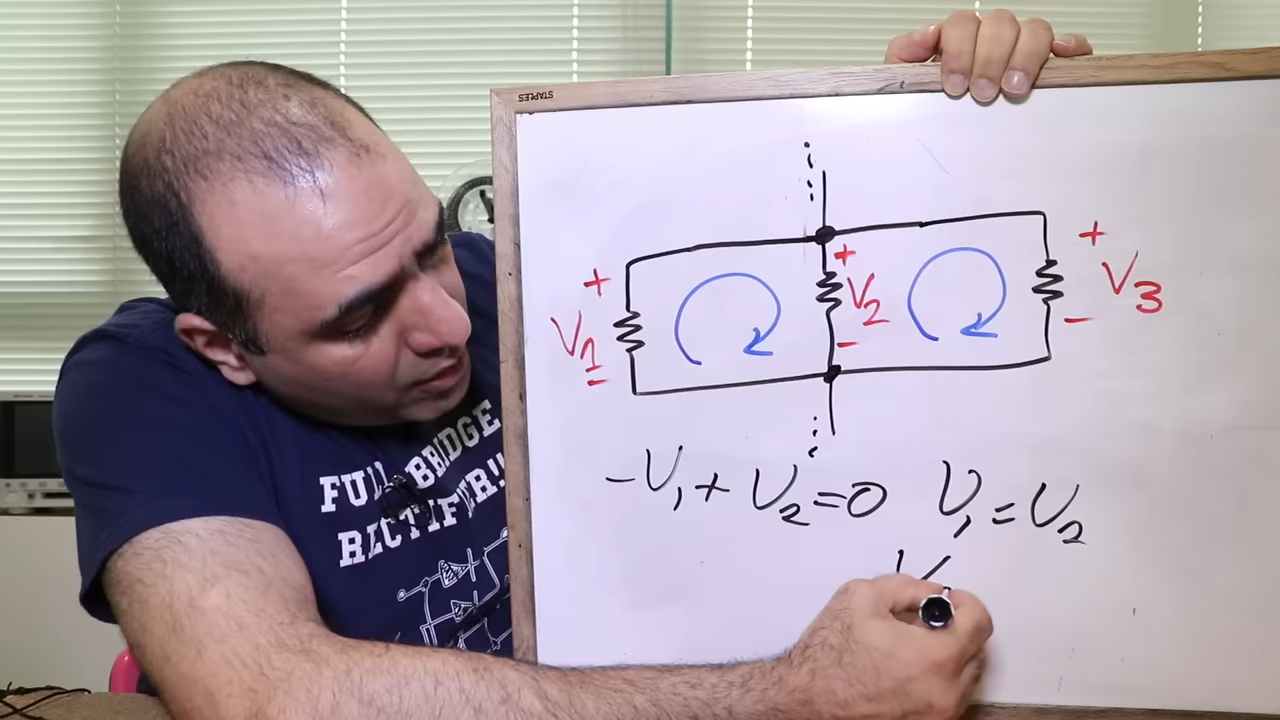 STAPLES
+ + +
V1 V2 V3
- - -
-V₁+V₂=0 V₁=V₂
V
FULL BRIDGE
RECTIFIER!!